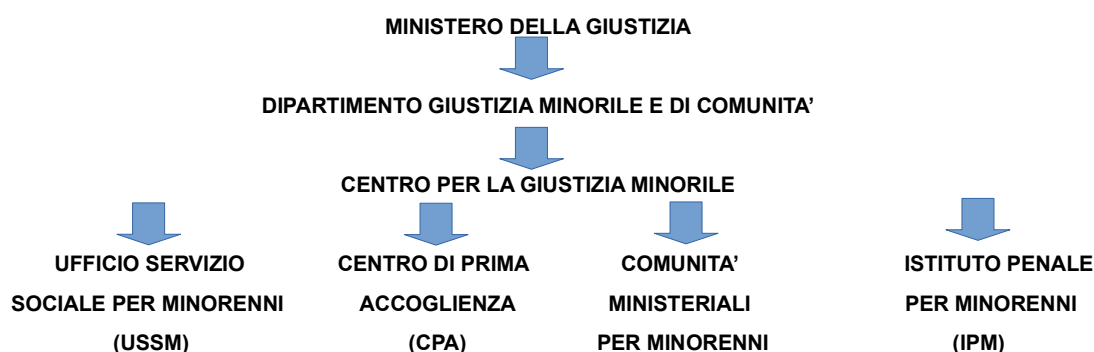 MINISTERO DELLA GIUSTIZIA
DIPARTIMENTO GIUSTIZIA MINORILE E DI COMUNITA’
CENTRO PER LA GIUSTIZIA MINORILE
UFFICIO SERVIZIO
SOCIALE PER MINORENNI
(USSM)
CENTRO DI PRIMA
ACCOGLIENZA
(CPA)
COMUNITA’
MINISTERIALI
PER MINORENNI
ISTITUTO PENALE
PER MINORENNI
(IPM)